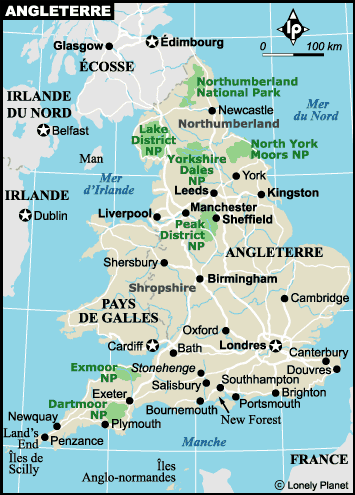 ANGLETERRE
lp
0 100 km
Glasgow
Édimbourg
ÉCOSSE
Northumberland
National Park
IRLANDE
DU NORD
Newcastle
Mer
du Nord
Northumberland
Belfast
Lake
District
NP
North York
Moors NP
Man
Yorkshire
Dales
NP
Mer
d'Irlande
York
Leeds
Kingston
IRLANDE
Dublin
Liverpool
Manchester
Sheffield
Peak
District
NP
ANGLETERRE
Shersbury
Birmingham
Shropshire
Cambridge
PAYS
DE GALLES
Oxford
Cardiff
Londres
Bath
Canterbury
Douvres
Exmoor
NP
Stonehenge
Salisbury
Southampton
Dartmoor
NP
Exeter
Brighton
Bournemouth
Portsmouth
New Forest
Newquay
Plymouth
Land's
End
Penzance
Manche
Îles de
Scilly
Îles
Anglo-normandes
FRANCE
© Lonely Planet